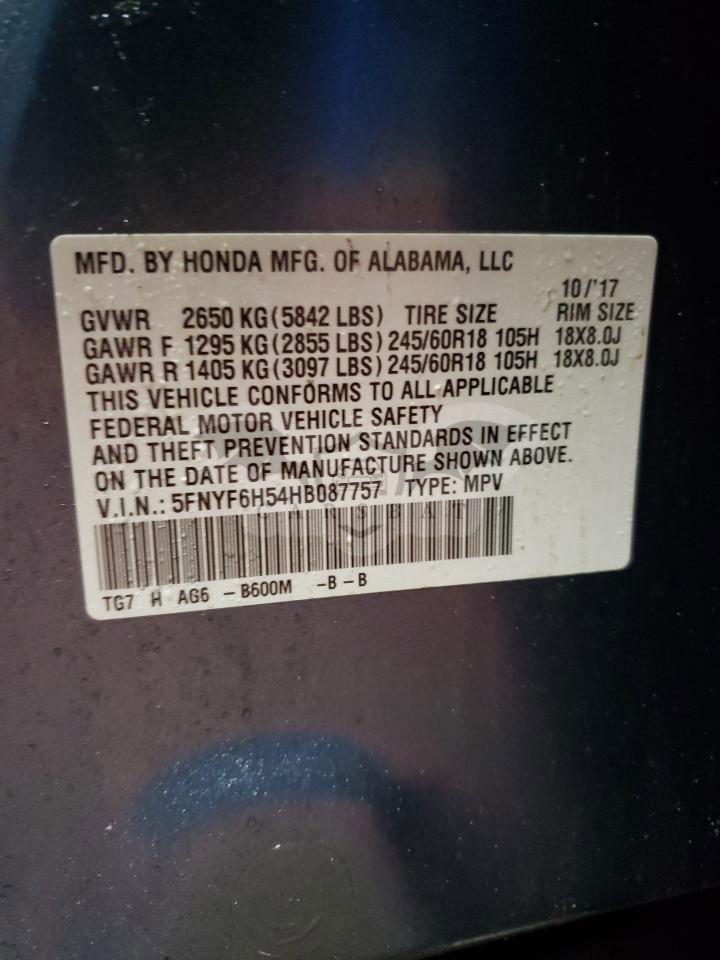 MFD. BY HONDA MFG. OF ALABAMA, LLC
10/'17
GVWR 2650 KG (5842 LBS) TIRE SIZE RIM SIZE
GAWR F 1295 KG (2855 LBS) 245/60R18 105H 18X8.0J
GAWR R 1405 KG (3097 LBS) 245/60R18 105H 18X8.0J
THIS VEHICLE CONFORMS TO ALL APPLICABLE
FEDERAL MOTOR VEHICLE SAFETY
AND THEFT PREVENTION STANDARDS IN EFFECT
ON THE DATE OF MANUFACTURE SHOWN ABOVE.
V.I.N.: 5FNYF6H54HB087757 TYPE: MPV
TG7 H AG6 - B600M - B - B